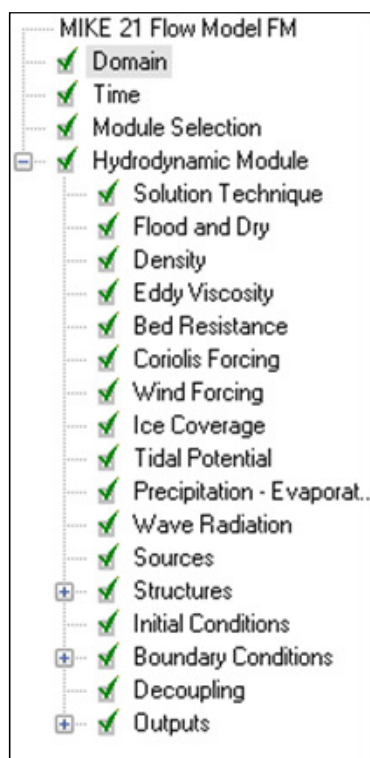 MIKE 21 Flow Model FM
Domain
Time
Module Selection
Hydrodynamic Module
Solution Technique
Flood and Dry
Density
Eddy Viscosity
Bed Resistance
Coriolis Forcing
Wind Forcing
Ice Coverage
Tidal Potential
Precipitation - Evaporat..
Wave Radiation
Sources
Structures
Initial Conditions
Boundary Conditions
Decoupling
Outputs